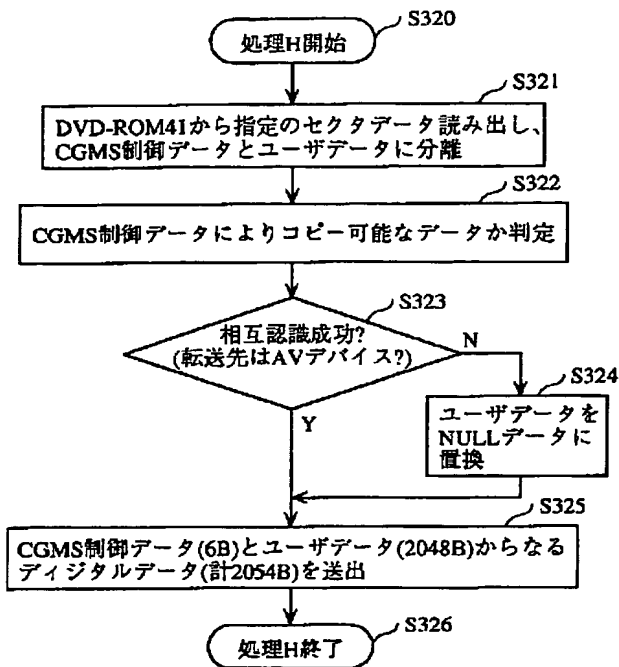 S320
処理H開始
S321
DVD-ROM41から指定のセクタデータ読み出し、
CGMS制御データとユーザデータに分離
S322
CGMS制御データによりコピー可能なデータか判定
S323
相互認識成功?
(転送先はAVデバイス?)
N
Y
S324
ユーザデータを
NULLデータに
置換
S325
CGMS制御データ(6B)とユーザデータ(2048B)からなる
ディジタルデータ(計2054B)を送出
S326
処理H終了